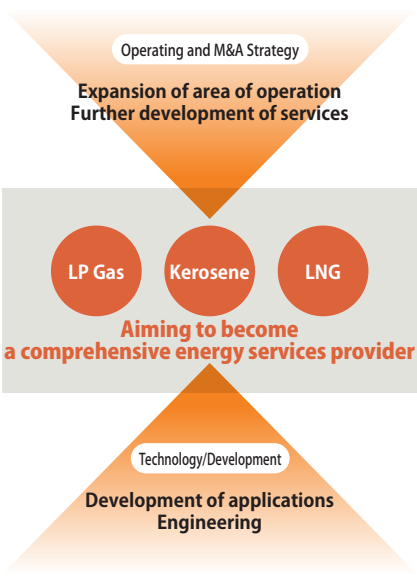 Operating and M&A Strategy
Expansion of area of operation
Further development of services
LP Gas
Kerosene
LNG
Aiming to become
a comprehensive energy services provider
Technology/Development
Development of applications
Engineering